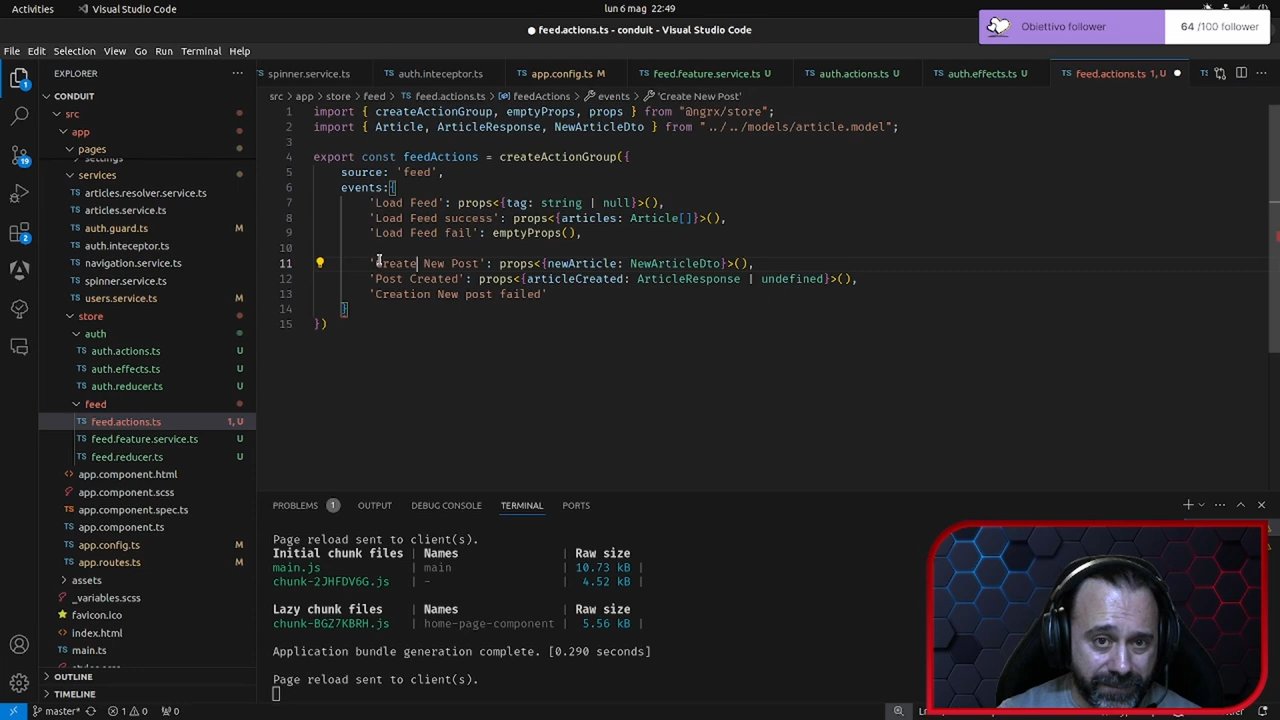 Activities
Visual Studio Code
lun 6 mag 22:49
feed.actions.ts - conduit - Visual Studio Code
Obiettivo follower
64 /100 follower
File Edit Selection View Go Run Terminal Help
EXPLORER
spinner.service.ts
auth.inteceptor.ts
app.config.ts M
feed.feature.service.ts U
auth.actions.ts U
auth.effects.ts U
feed.actions.ts 1, U
CONDUIT
src
app
pages
settings
services
articles.resolver.service.ts
articles.service.ts
auth.guard.ts M
auth.inteceptor.ts
navigation.service.ts
spinner.service.ts
users.service.ts M
store
auth
auth.actions.ts U
auth.effects.ts U
auth.reducer.ts U
feed
feed.actions.ts 1, U
feed.feature.service.ts U
feed.reducer.ts U
app.component.html
app.component.scss
app.component.spec.ts
app.component.ts
app.config.ts M
app.routes.ts M
assets
_variables.scss
favicon.ico
index.html
main.ts
OUTLINE
TIMELINE
src > app > store > feed > feed.actions.ts > feedActions > events > 'Create New Post'
1 import { createActionGroup, emptyProps, props } from "@ngrx/store";
2 import { Article, ArticleResponse, NewArticleDto } from "../../models/article.model";
3
4 export const feedActions = createActionGroup({
5 source: 'feed',
6 events:{
7 'Load Feed': props<{tag: string | null}>(),
8 'Load Feed success': props<{articles: Article[]}>(),
9 'Load Feed fail': emptyProps(),
10
11 'Create New Post': props<{newArticle: NewArticleDto}>(),
12 'Post Created': props<{articleCreated: ArticleResponse | undefined}>(),
13 'Creation New post failed'
14 }
15 })
PROBLEMS 1 OUTPUT DEBUG CONSOLE TERMINAL PORTS
Page reload sent to client(s).
Initial chunk files | Names | Raw size
main.js | main | 10.73 kB |
chunk-2JHFDV6G.js | - | 4.52 kB |
Lazy chunk files | Names | Raw size
chunk-BGZ7KBRH.js | home-page-component | 5.56 kB |
Application bundle generation complete. [0.290 seconds]
Page reload sent to client(s).
master* 1 0 0